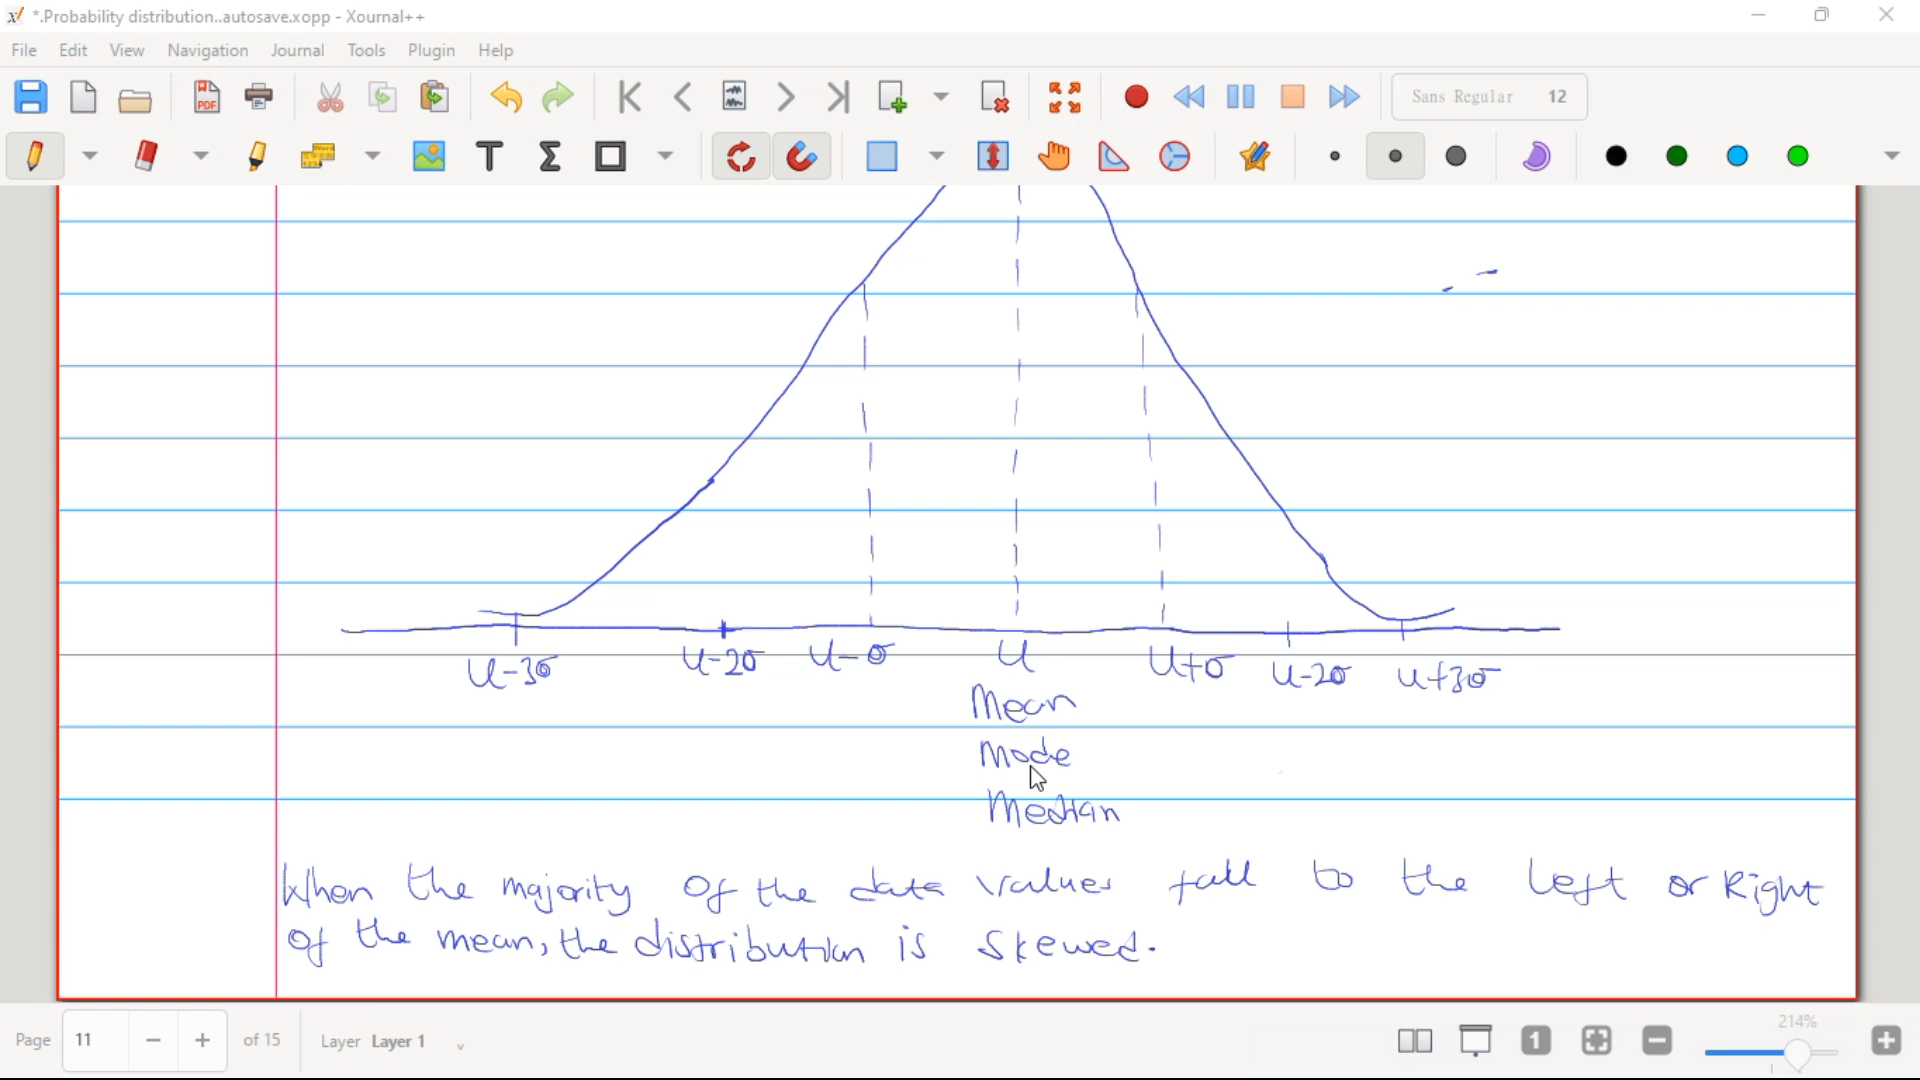 *.Probability distribution..autosave.xopp - Xournal++
File Edit View Navigation Journal Tools Plugin Help
PDF
Sans Regular 12
U-3σ U-2σ U-σ U U+σ U-2σ U+3σ
Mean
Mode
Median
When the majority of the data values fall to the left or Right
Of the mean, the distribution is skewed.
Page 11 of 15 Layer Layer 1 1 214%